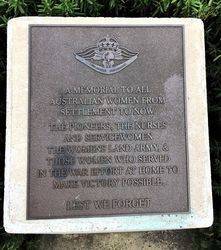 A MEMORIAL TO ALL
AUSTRALIAN WOMEN FROM
SETTLEMENT TO NOW.
THE PIONEERS, THE NURSES
AND SERVICEWOMEN
THE WOMENS LAND ARMY, &
THOSE WOMEN WHO SERVED
IN THE WAR EFFORT AT HOME TO
MAKE VICTORY POSSIBLE.
LEST WE FORGET